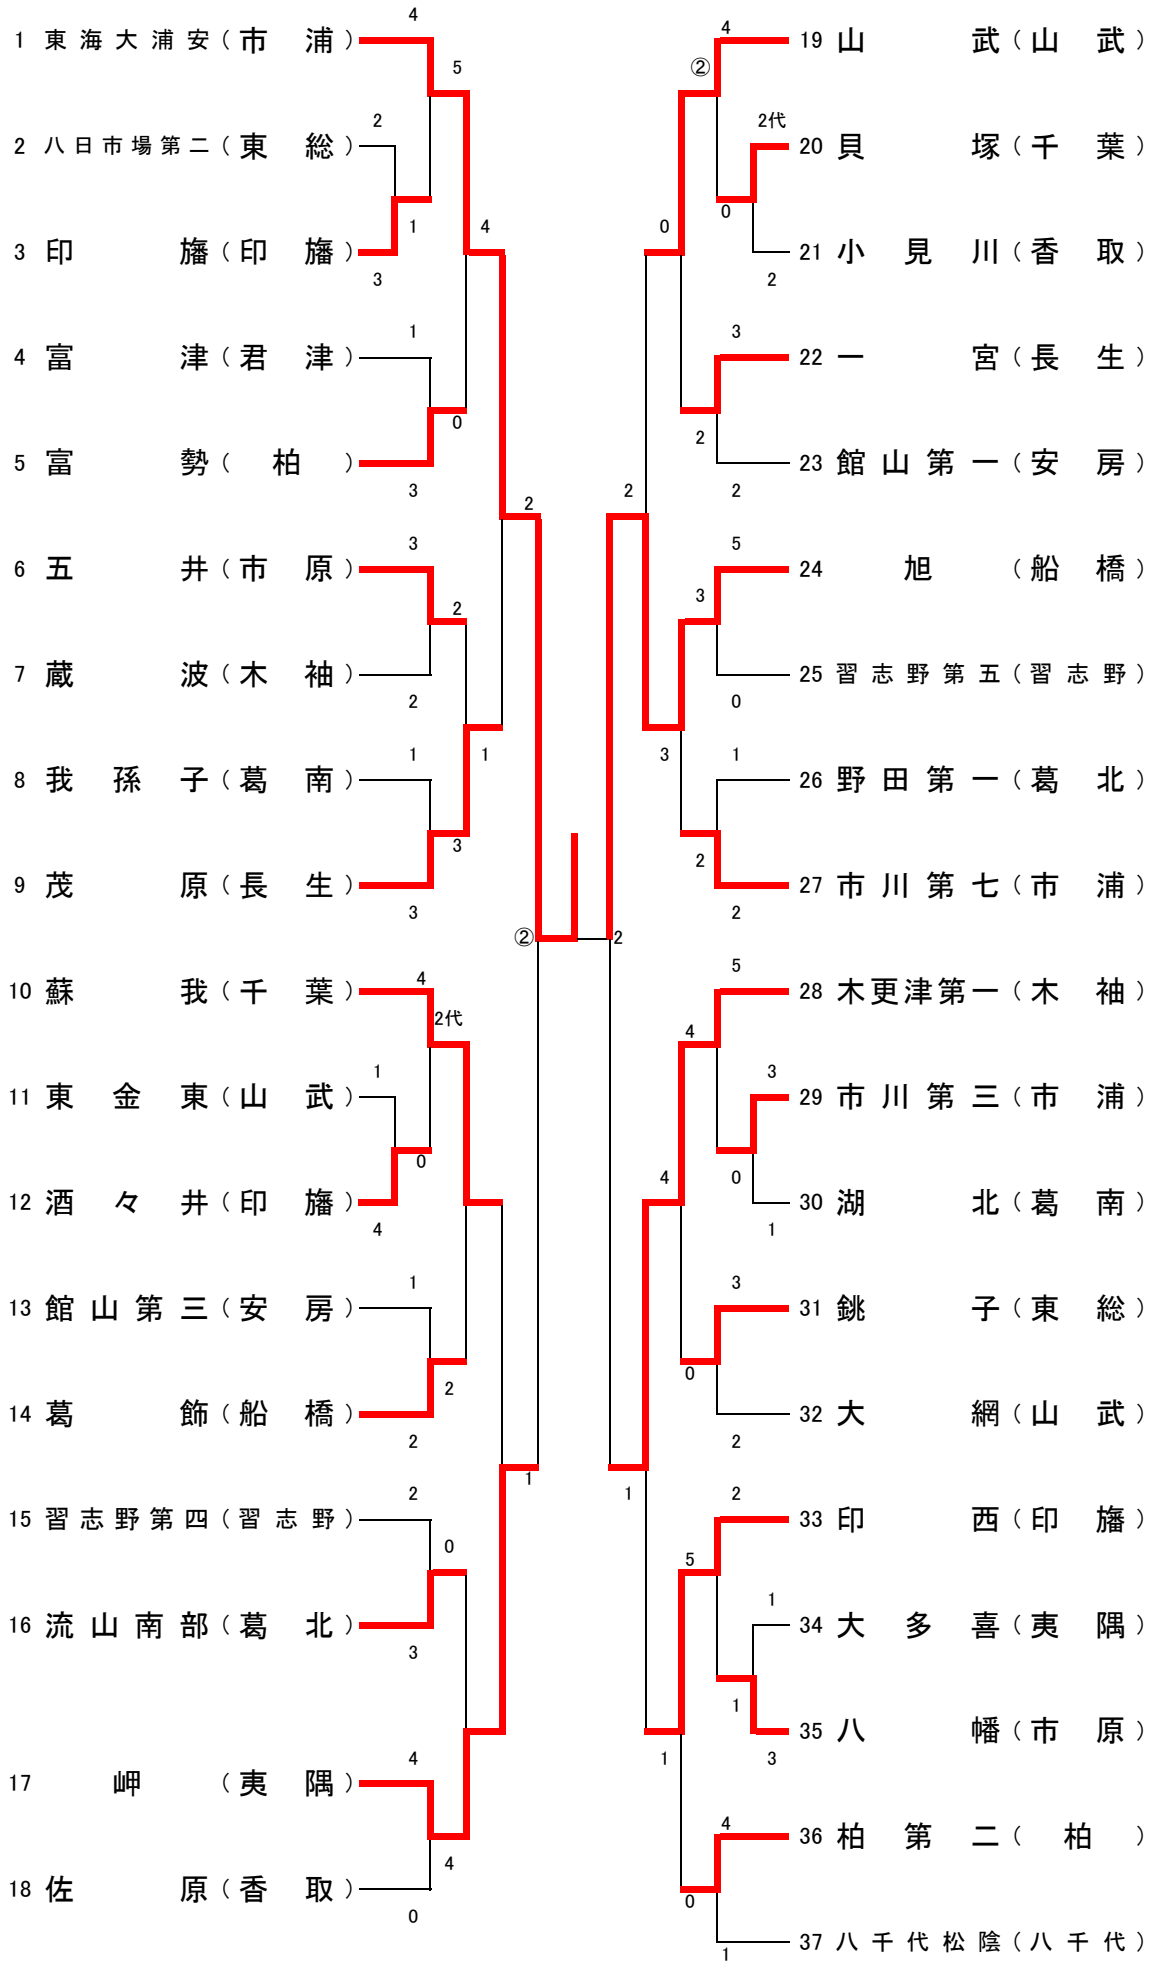 4
1 東海大浦安(市 浦)
5
2
2 八日市場第二(東 総)
1
4
3 印 旛(印 旛)
3
1
4 富 津(君 津)
0
5 富 勢( 柏 )
3
2
3
6 五 井(市 原)
2
7 蔵 波(木 袖)
2
1
1
8 我 孫 子(葛 南)
3
9 茂 原(長 生)
3
②
4
10 蘇 我(千 葉)
2代
1
11 東 金 東(山 武)
0
12 酒 々 井(印 旛)
4
1
13 館山第三(安 房)
2
14 葛 飾(船 橋)
2
1
2
15 習志野第四(習志野)
0
16 流山南部(葛 北)
3
4
17 岬 (夷 隅)
4
18 佐 原(香 取)
0
4
19 山 武(山 武)
②
2代
20 貝 塚(千 葉)
0
0
21 小 見 川(香 取)
2
3
22 一 宮(長 生)
2
23 館山第一(安 房)
2
2
5
24 旭 (船 橋)
3
25 習志野第五(習志野)
0
3
1
26 野田第一(葛 北)
2
27 市川第七(市 浦)
2
2
5
28 木更津第一(木 袖)
4
3
29 市川第三(市 浦)
0
4
30 湖 北(葛 南)
1
3
31 銚 子(東 総)
0
32 大 網(山 武)
2
1
2
33 印 西(印 旛)
5
1
34 大 多 喜(夷 隅)
1
35 八 幡(市 原)
3
1
4
36 柏 第 二( 柏 )
0
37 八千代松陰(八千代)
1